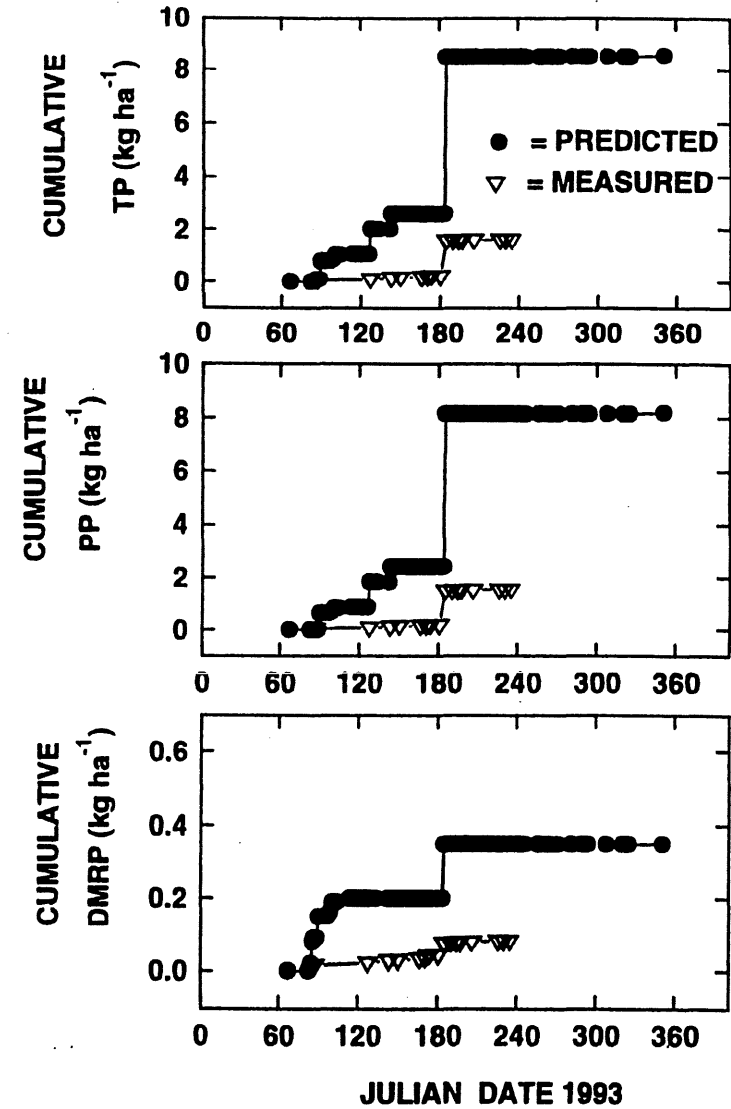 CUMULATIVE
TP (kg ha⁻¹)
10
8
6
4
2
0
● = PREDICTED
▽ = MEASURED
0 60 120 180 240 300 360
CUMULATIVE
PP (kg ha⁻¹)
10
8
6
4
2
0
0 60 120 180 240 300 360
CUMULATIVE
DMRP (kg ha⁻¹)
0.6
0.4
0.2
0.0
0 60 120 180 240 300 360
JULIAN DATE 1993